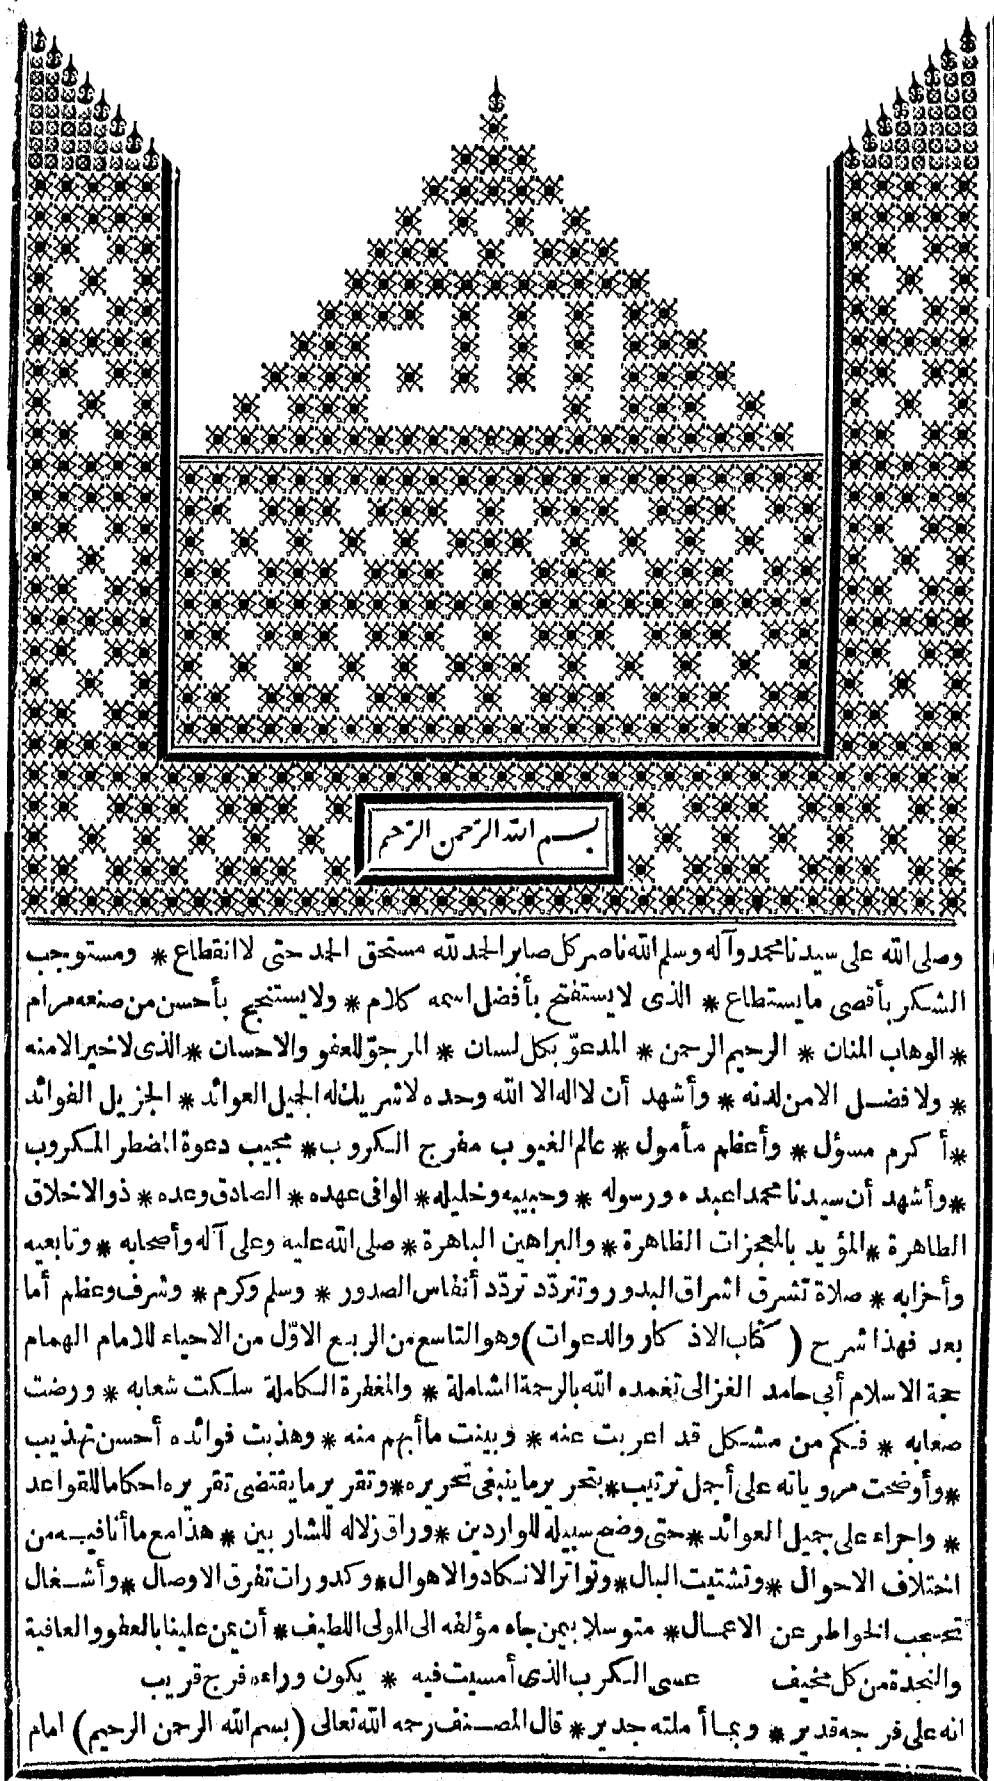 الله
بسم الله الرحمن الرحيم
وصلى الله على سيدنا محمد وآله وسلم الله ناصر كل صابر الحمد لله مستحق الحمد حتى لا انقطاع * ومستوجب
الشكر بأقصى ما يستطاع * الذى لا يستفتح بأفضل اسمه كلام * ولا يستنجح بأحسن من صنعه مرام
* الوهاب المنان * الرحيم الرحمن * المدعوّ بكل لسان * المرجوّ للعفو والاحسان * الذى لا خير الا منه
* ولا فضل الا من لدنه * وأشهد أن لا اله الا الله وحده لا شريك له الجميل العوائد * الجزيل الفوائد
* أكرم مسؤل * وأعظم مأمول * عالم الغيوب مفرج الكروب * مجيب دعوة المضطر المكروب
* وأشهد أن سيدنا محمدا عبده ورسوله * وحبيبه وخليله * الوافى عهده * الصادق وعده * ذو الاخلاق
الطاهرة * المؤيد بالمعجزات الظاهرة * والبراهين الباهرة * صلى الله عليه وعلى آله وأصحابه * وتابعيه
وأحزابه * صلاة تشرق اشراق البدور وتتردّد تردّد أنفاس الصدور * وسلم وكرم * وشرف وعظم أما
بعد فهذا شرح ( كتاب الاذكار والدعوات ) وهو التاسع من الربع الاوّل من الاحياء للامام الهمام
حجة الاسلام أبى حامد الغزالى تغمده الله بالرحمة الشاملة * والمغفرة الكاملة سلكت شعابه * ورضت
صعابه * فكم من مشكل قد اعربت عنه * وبينت ما أبهم منه * وهذبت فوائده أحسن تهذيب
* وأوضحت مروياته على أجمل ترتيب * بتحرير ما ينبغى تحريره * وتقرير ما يقتضى تقريره احكاما للقواعد
* واجراء على جميل العوائد * حتى وضح سبيله للواردين * وراق زلاله للشاربين * هذا مع ما أنا فيه من
اختلاف الاحوال * وتشتيت البال * وتواتر الانكاد والاهوال * وكدورات تفرق الاوصال * وأشغال
تحجب الخواطر عن الاعمال * متوسلا بيمن جاه مؤلفه الى المولى اللطيف * أن يمن علينا بالعفو والعافية
والنجدة من كل مخيف عسى الكرب الذى أمسيت فيه * يكون وراءه فرج قريب
انه على فرجه قدير * وبما أملته جدير * قال المصنف رحمه الله تعالى (بسم الله الرحمن الرحيم) امام